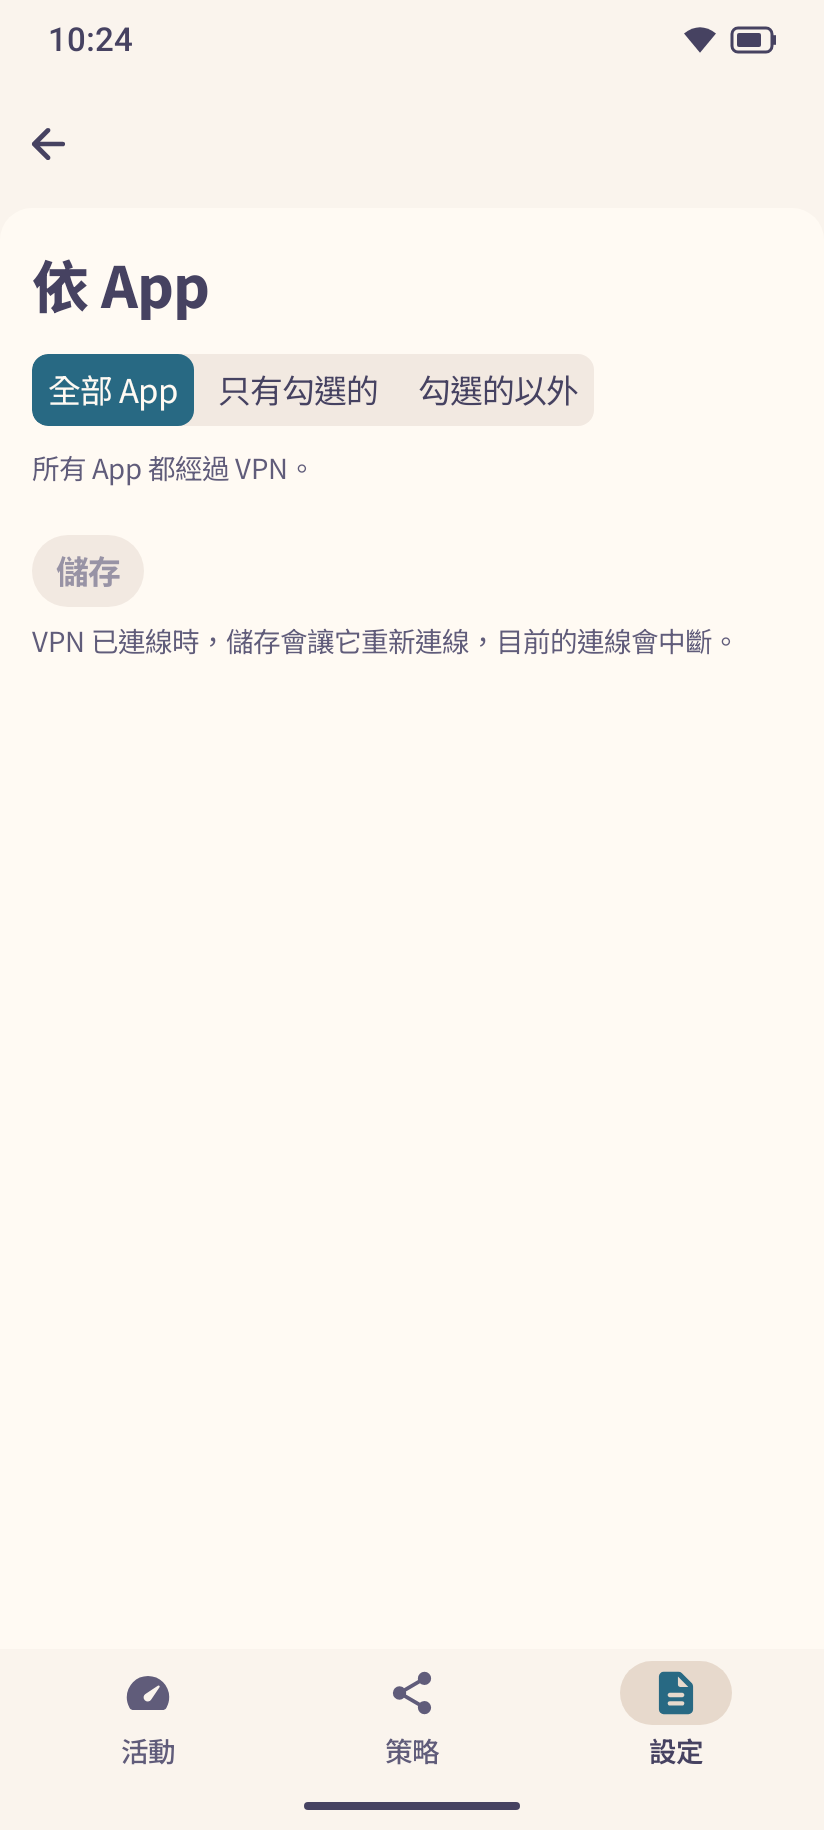 10:24
依 App
全部 App 只有勾選的 勾選的以外
所有 App 都經過 VPN。
儲存
VPN 已連線時，儲存會讓它重新連線，目前的連線會中斷。
活動 策略 設定